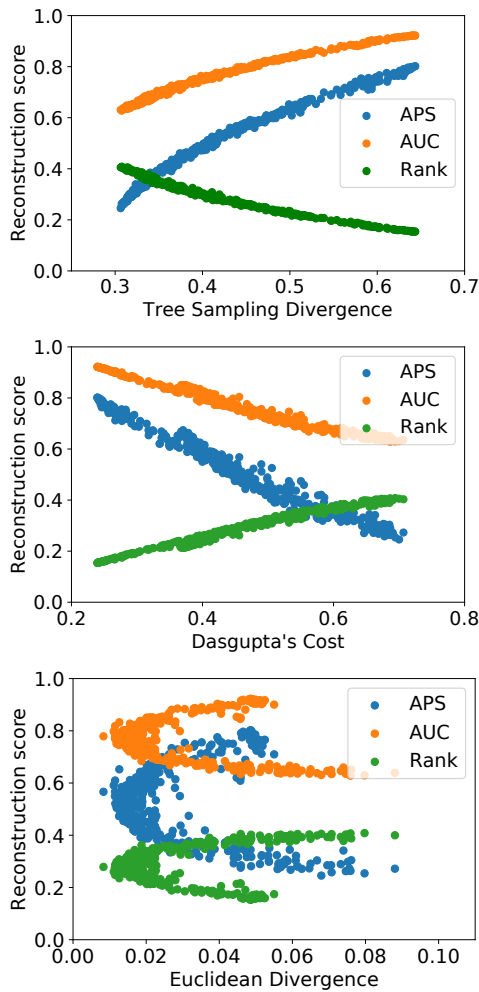 1.0
0.8
0.6
0.4
0.2
0.0
Reconstruction score
APS
AUC
Rank
0.3 0.4 0.5 0.6 0.7
Tree Sampling Divergence
1.0
0.8
0.6
0.4
0.2
0.0
Reconstruction score
APS
AUC
Rank
0.2 0.4 0.6 0.8
Dasgupta's Cost
1.0
0.8
0.6
0.4
0.2
0.0
Reconstruction score
APS
AUC
Rank
0.00 0.02 0.04 0.06 0.08 0.10
Euclidean Divergence